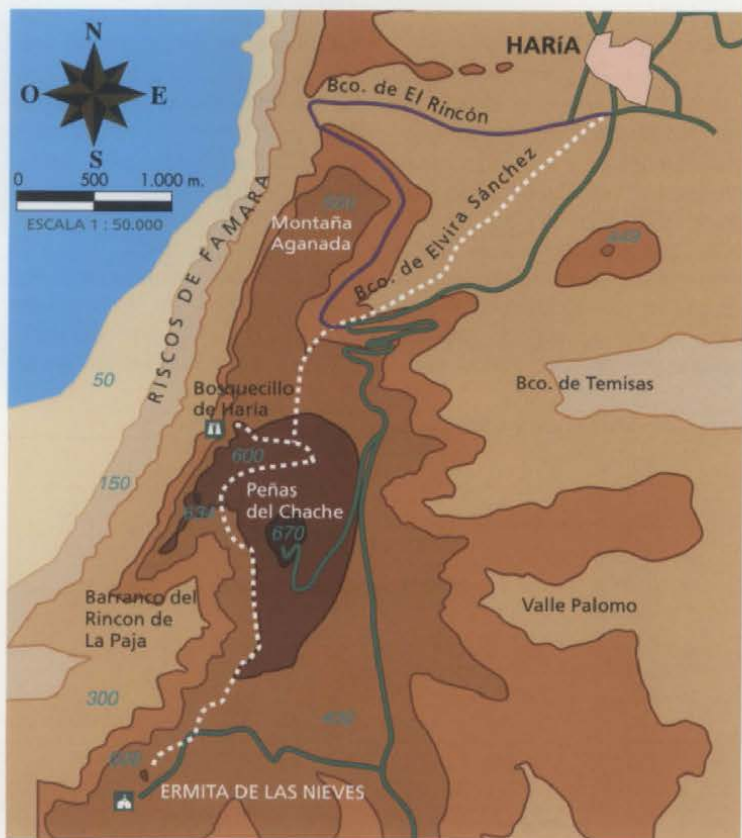 N
O
E
S
0 500 1.000 m.
ESCALA 1 : 50.000
HARÍA
Bco. de El Rincón
Bco. de Elvira Sánchez
Montaña
Aganada
RISCOS DE FAMARA
50
Bosquecillo
de Haria
Bco. de Temisas
600
150
Peñas
del Chache
670
Barranco del
Rincon de
La Paja
Valle Palomo
300
ERMITA DE LAS NIEVES